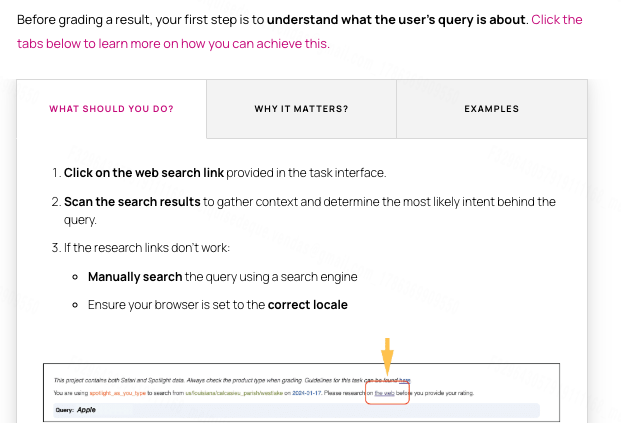 Before grading a result, your first step is to understand what the user's query is about. Click the
tabs below to learn more on how you can achieve this.
WHAT SHOULD YOU DO?
WHY IT MATTERS?
EXAMPLES
1. Click on the web search link provided in the task interface.
2. Scan the search results to gather context and determine the most likely intent behind the
query.
3. If the research links don't work:
Manually search the query using a search engine
Ensure your browser is set to the correct locale
This project contains both Safari and Spotlight data. Always check the product type when grading. Guidelines for this task can be found here
You are using spotlight_as_you_type to search from us/louisiana/calcasieu_parish/westlake on 2024-01-17. Please research on the web before you provide your rating.
Query: Apple